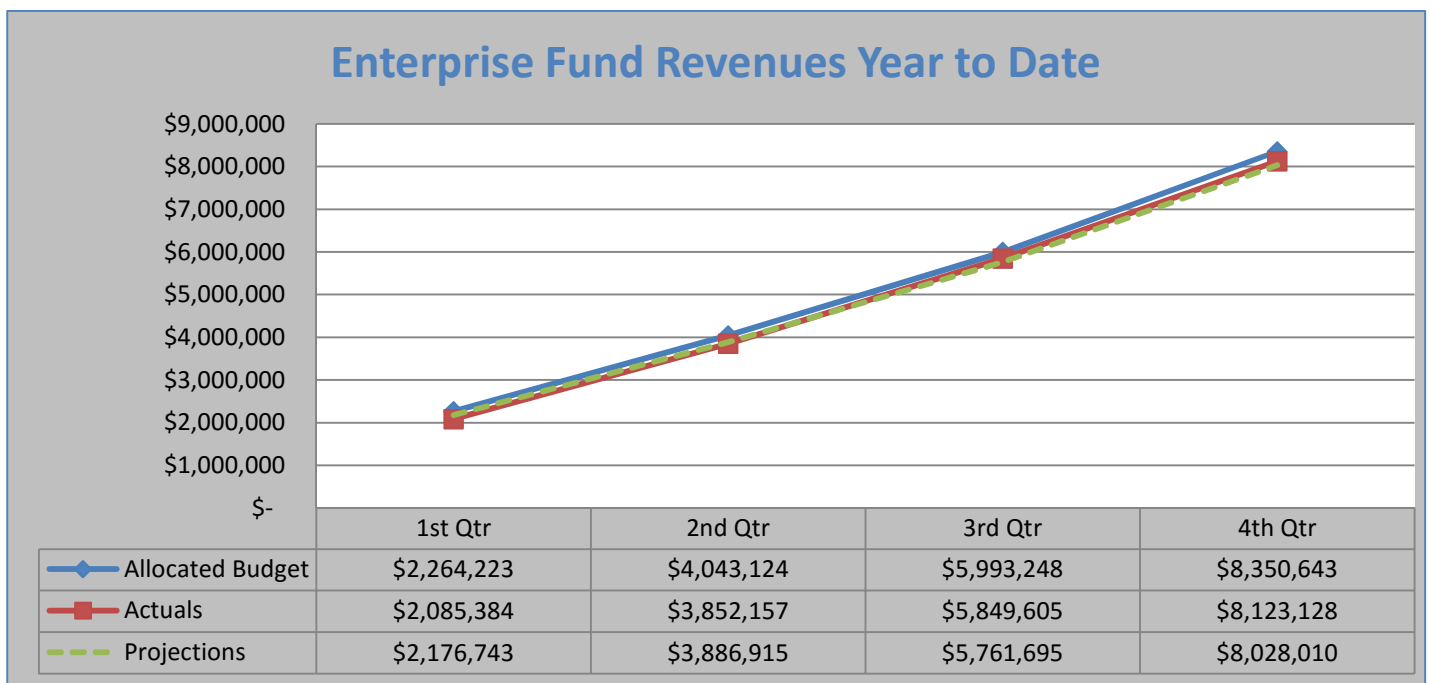 Enterprise Fund Revenues Year to Date
$9,000,000
$8,000,000
$7,000,000
$6,000,000
$5,000,000
$4,000,000
$3,000,000
$2,000,000
$1,000,000
$-
1st Qtr 2nd Qtr 3rd Qtr 4th Qtr
Allocated Budget $2,264,223 $4,043,124 $5,993,248 $8,350,643
Actuals $2,085,384 $3,852,157 $5,849,605 $8,123,128
Projections $2,176,743 $3,886,915 $5,761,695 $8,028,010